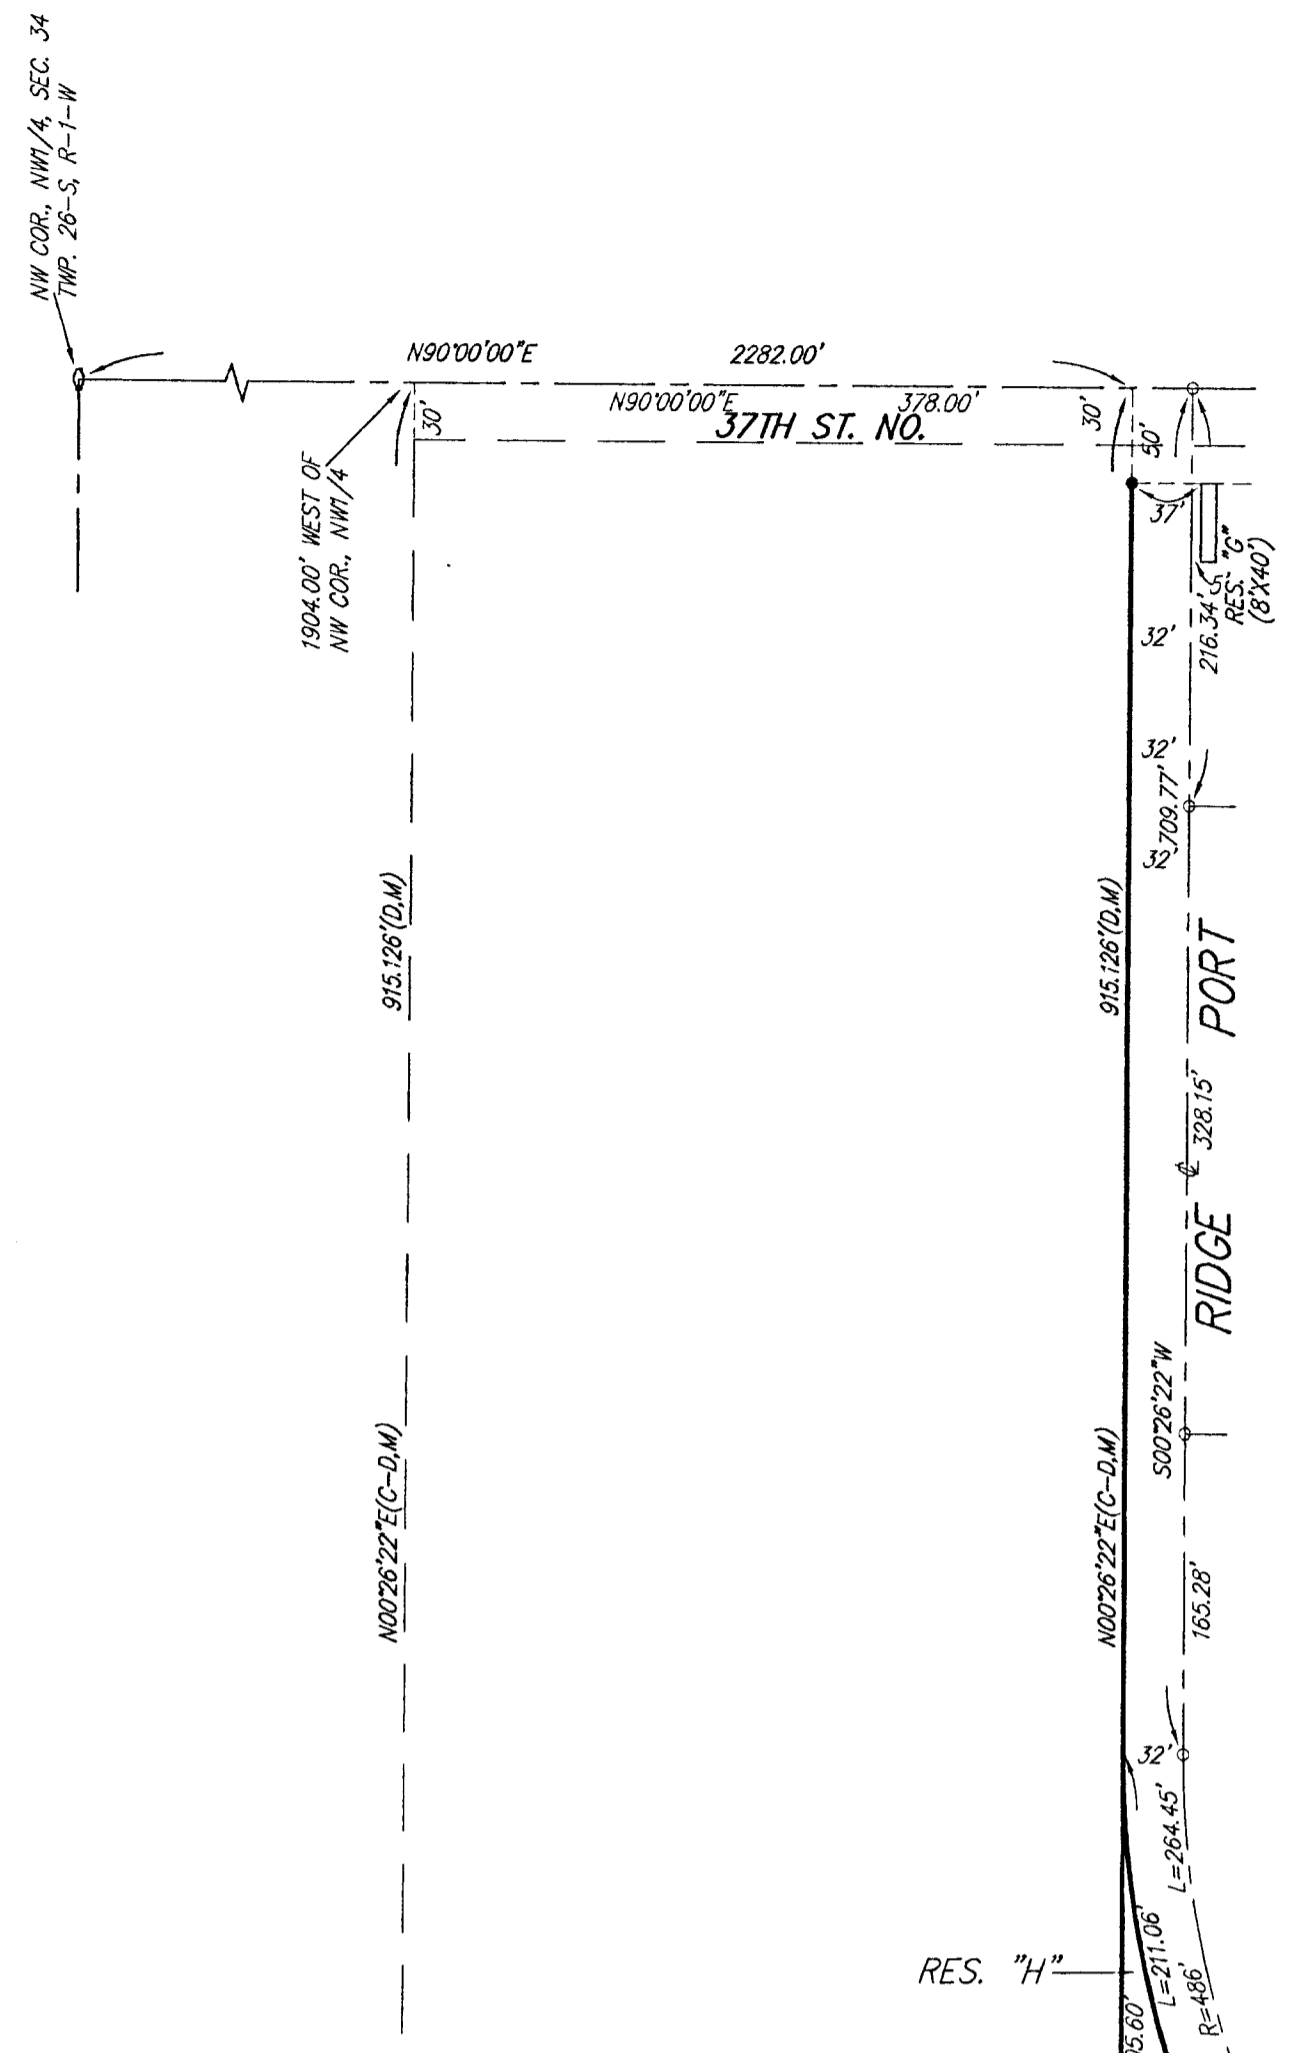 NW COR., NW1/4, SEC. 34
TWP. 26-S, R-1-W
N90°00'00"E
2282.00'
N90°00'00"E
378.00'
37TH ST. NO.
30'
30'
50'
1904.00' WEST OF
NW COR., NW1/4
37'
RES. "G"
(8'X40')
216.34'
32'
32'
709.77'
32'
915.126'(D,M)
915.126'(D,M)
RIDGE PORT
℄ 328.15'
S00°26'22"W
N00°26'22"E(C-D,M)
N00°26'22"E(C-D,M)
165.28'
32'
L=264.45'
L=211.06'
R=486'
RES. "H"